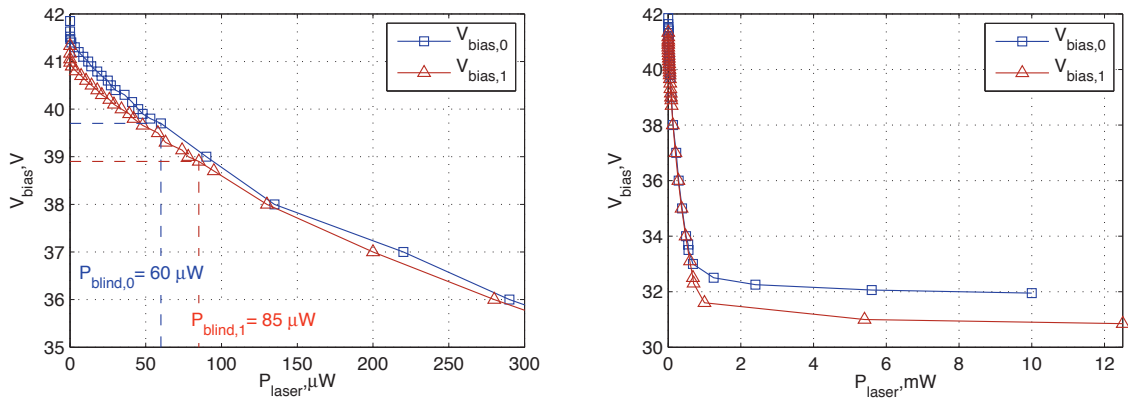 42
41
40
39
38
37
36
35
V_bias,V
0
50
100
150
200
250
300
P_laser,μW
V_bias,0
V_bias,1
P_blind,0= 60 μW
P_blind,1= 85 μW
42
40
38
36
34
32
30
V_bias,V
0
2
4
6
8
10
12
P_laser,mW
V_bias,0
V_bias,1